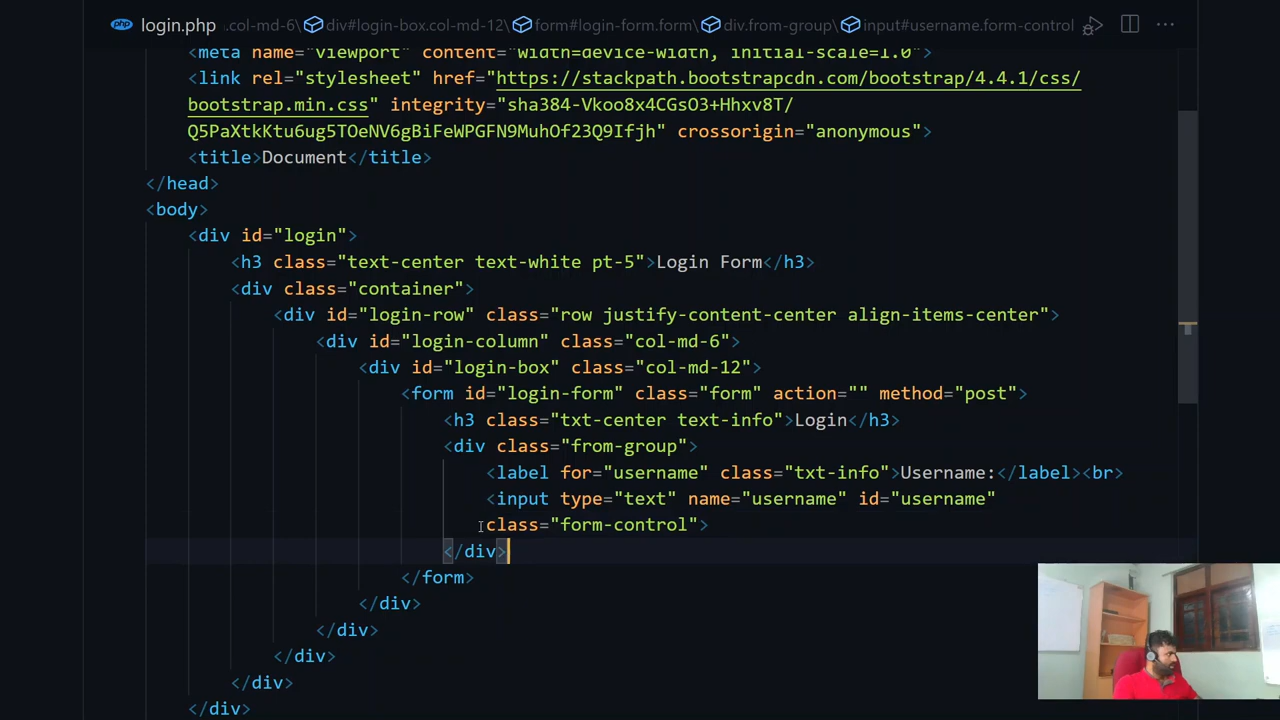 login.php .col-md-6 div#login-box.col-md-12 form#login-form.form div.from-group input#username.form-control ...
<meta name="viewport" content="width=device-width, initial-scale=1.0">
<link rel="stylesheet" href="https://stackpath.bootstrapcdn.com/bootstrap/4.4.1/css/
bootstrap.min.css" integrity="sha384-Vkoo8x4CGsO3+Hhxv8T/
Q5PaXtkKtu6ug5TOeNV6gBiFeWPGFN9MuhOf23Q9Ifjh" crossorigin="anonymous">
<title>Document</title>
</head>
<body>
<div id="login">
<h3 class="text-center text-white pt-5">Login Form</h3>
<div class="container">
<div id="login-row" class="row justify-content-center align-items-center">
<div id="login-column" class="col-md-6">
<div id="login-box" class="col-md-12">
<form id="login-form" class="form" action="" method="post">
<h3 class="txt-center text-info">Login</h3>
<div class="from-group">
<label for="username" class="txt-info">Username:</label><br>
<input type="text" name="username" id="username"
class="form-control">
</div>
</form>
</div>
</div>
</div>
</div>
</div>